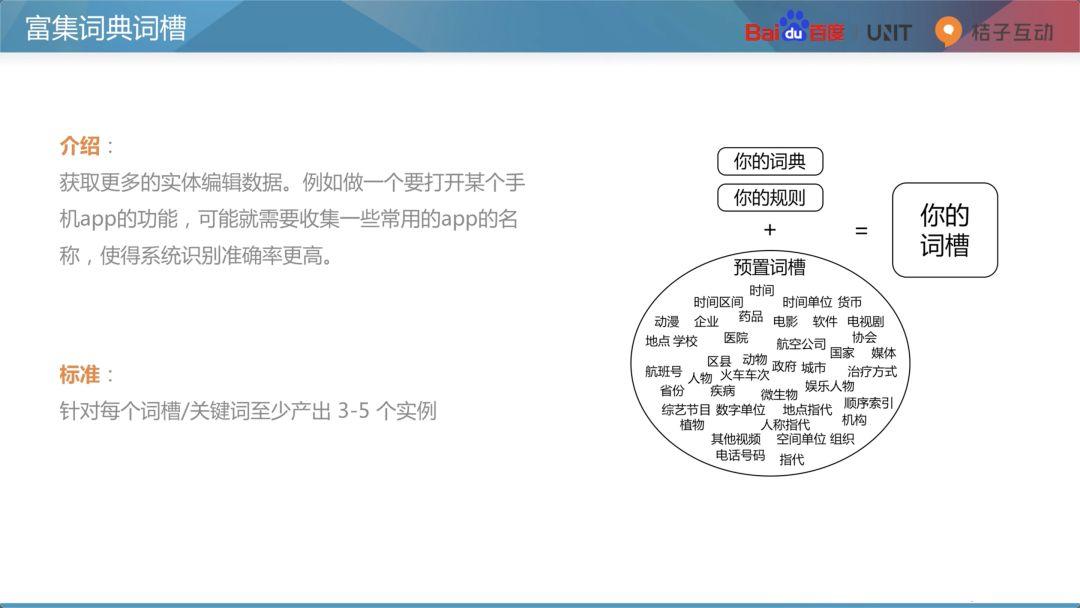 富集词典词槽
Baidu百度 UNIT 桔子互动
介绍：
获取更多的实体编辑数据。例如做一个要打开某个手
机app的功能，可能就需要收集一些常用的app的名
称，使得系统识别准确率更高。
标准：
针对每个词槽/关键词至少产出 3-5 个实例
你的词典
你的规则
+
=
你的
词槽
预置词槽
时间
时间区间 时间单位 货币
动漫 企业 药品 电影 软件 电视剧
地点 学校 医院 航空公司 协会
国家 媒体
区县 动物 政府 城市
航班号 人物 火车车次 治疗方式
省份 疾病 微生物 娱乐人物
综艺节目 数字单位 地点指代 顺序索引
植物 人称指代 机构
其他视频 空间单位 组织
电话号码 指代